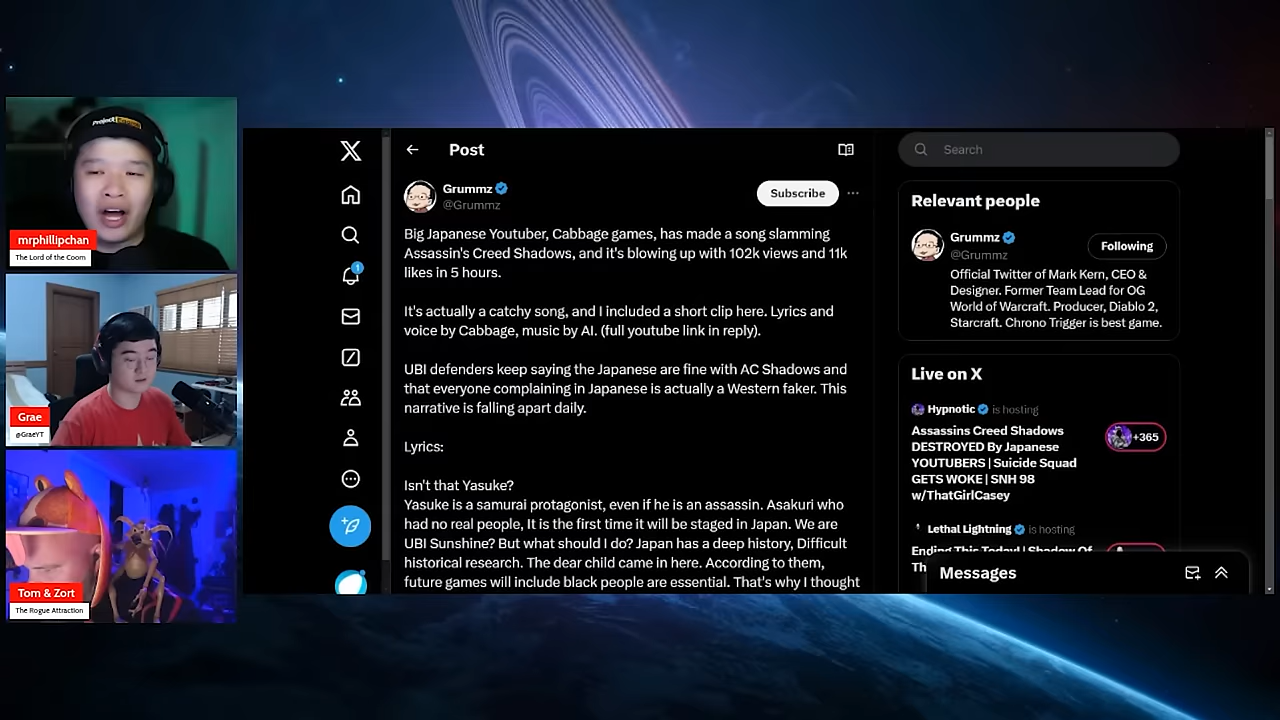 Project
mrphillipchan
The Lord of the Coom
Grae
@GraeYT
Tom & Zort
The Rogue Attraction
1
Post
Grummz
@Grummz
Subscribe
Big Japanese Youtuber, Cabbage games, has made a song slamming
Assassin's Creed Shadows, and it's blowing up with 102k views and 11k
likes in 5 hours.
It's actually a catchy song, and I included a short clip here. Lyrics and
voice by Cabbage, music by AI. (full youtube link in reply).
UBI defenders keep saying the Japanese are fine with AC Shadows and
that everyone complaining in Japanese is actually a Western faker. This
narrative is falling apart daily.
Lyrics:
Isn't that Yasuke?
Yasuke is a samurai protagonist, even if he is an assassin. Asakuri who
had no real people, It is the first time it will be staged in Japan. We are
UBI Sunshine? But what should I do? Japan has a deep history, Difficult
historical research. The dear child came in here. According to them,
future games will include black people are essential. That's why I thought
Search
Relevant people
Grummz
@Grummz
Following
Official Twitter of Mark Kern, CEO &
Designer. Former Team Lead for OG
World of Warcraft. Producer, Diablo 2,
Starcraft. Chrono Trigger is best game.
Live on X
Hypnotic is hosting
Assassins Creed Shadows
DESTROYED By Japanese
YOUTUBERS | Suicide Squad
GETS WOKE | SNH 98
w/ThatGirlCasey
+365
Lethal Lightning is hosting
Ending This Today! | Shadow Of
Th
Messages